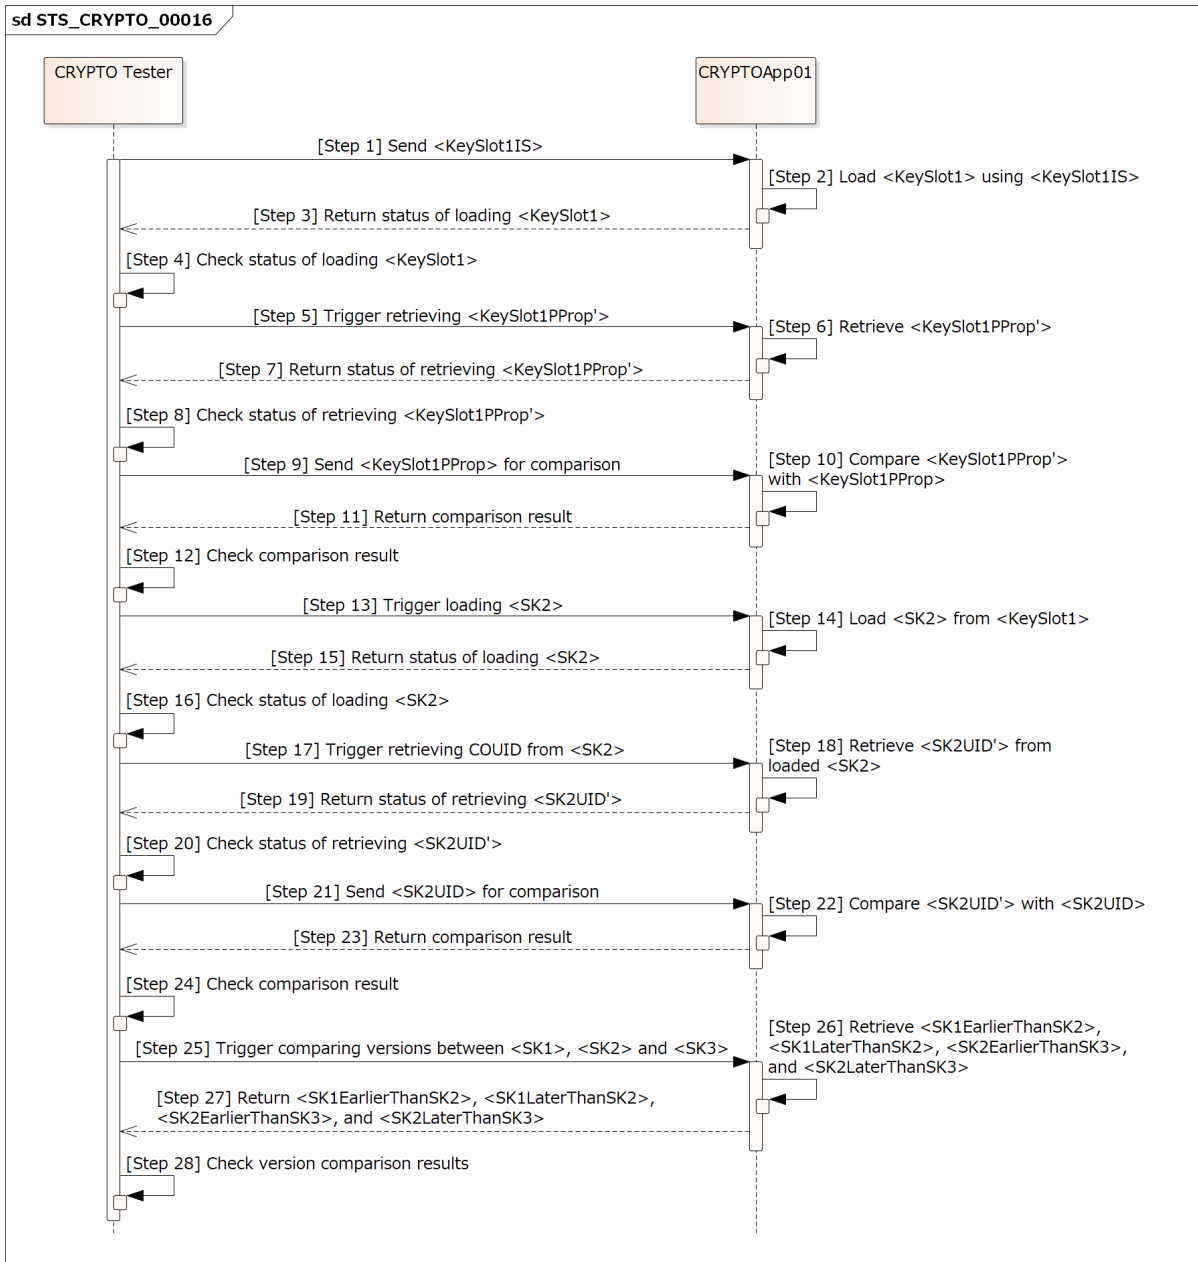 sd STS_CRYPTO_00016
CRYPTO Tester
CRYPTOApp01
[Step 1] Send <KeySlot1IS>
[Step 2] Load <KeySlot1> using <KeySlot1IS>
[Step 3] Return status of loading <KeySlot1>
[Step 4] Check status of loading <KeySlot1>
[Step 5] Trigger retrieving <KeySlot1PProp'>
[Step 6] Retrieve <KeySlot1PProp'>
[Step 7] Return status of retrieving <KeySlot1PProp'>
[Step 8] Check status of retrieving <KeySlot1PProp'>
[Step 9] Send <KeySlot1PProp> for comparison
[Step 10] Compare <KeySlot1PProp'>
with <KeySlot1PProp>
[Step 11] Return comparison result
[Step 12] Check comparison result
[Step 13] Trigger loading <SK2>
[Step 14] Load <SK2> from <KeySlot1>
[Step 15] Return status of loading <SK2>
[Step 16] Check status of loading <SK2>
[Step 17] Trigger retrieving COUID from <SK2>
[Step 18] Retrieve <SK2UID'> from
loaded <SK2>
[Step 19] Return status of retrieving <SK2UID'>
[Step 20] Check status of retrieving <SK2UID'>
[Step 21] Send <SK2UID> for comparison
[Step 22] Compare <SK2UID'> with <SK2UID>
[Step 23] Return comparison result
[Step 24] Check comparison result
[Step 25] Trigger comparing versions between <SK1>, <SK2> and <SK3>
[Step 26] Retrieve <SK1EarlierThanSK2>,
<SK1LaterThanSK2>, <SK2EarlierThanSK3>,
and <SK2LaterThanSK3>
[Step 27] Return <SK1EarlierThanSK2>, <SK1LaterThanSK2>,
<SK2EarlierThanSK3>, and <SK2LaterThanSK3>
[Step 28] Check version comparison results